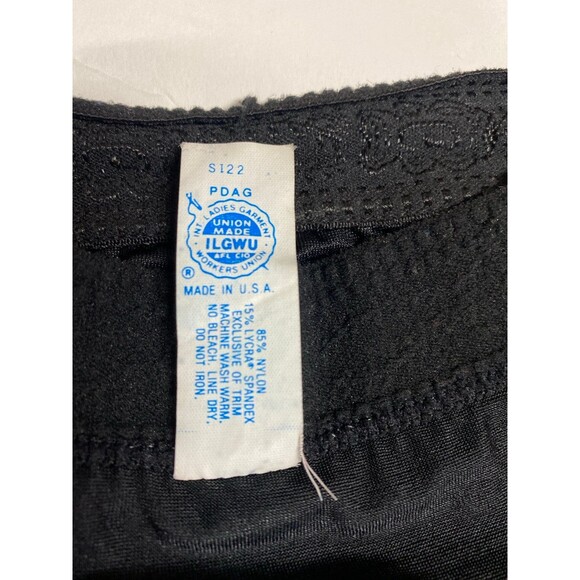 S122
PDAG
INT. LADIES GARMENT
UNION
MADE
ILGWU
AFL CIO
WORKERS UNION
®
MADE IN U.S.A.
85% NYLON
15% LYCRA® SPANDEX
EXCLUSIVE OF TRIM
MACHINE WASH WARM,
NO BLEACH, LINE DRY,
DO NOT IRON.